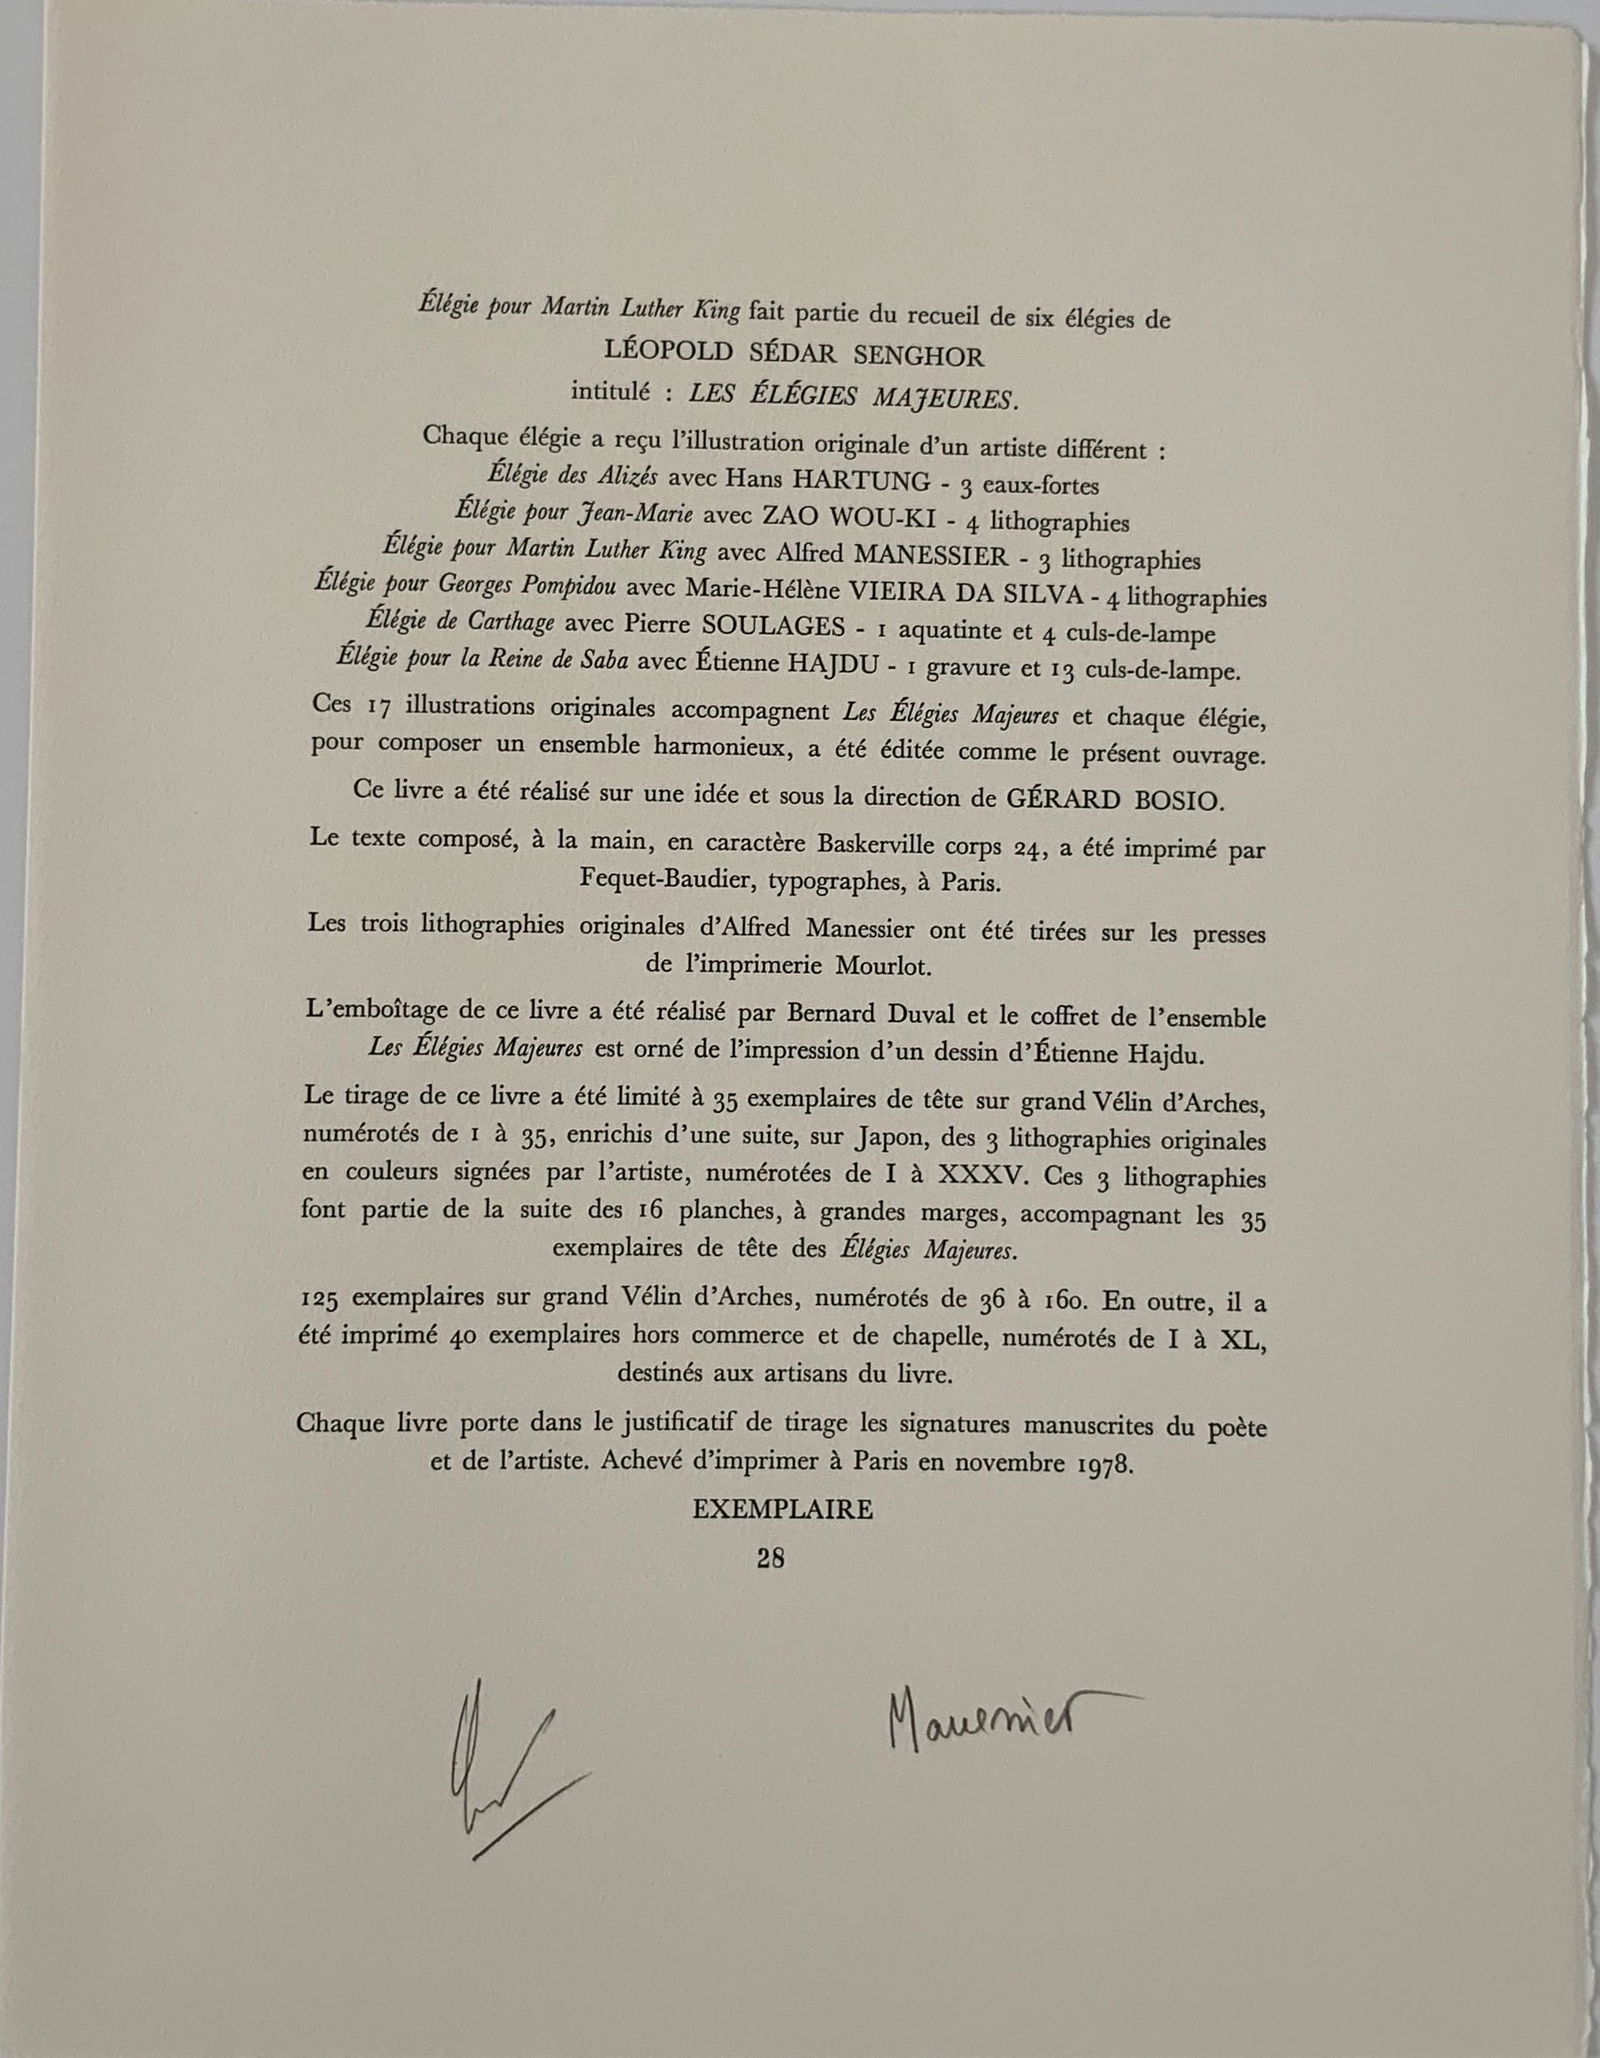 Élégie pour Martin Luther King fait partie du recueil de six élégies de
LÉOPOLD SÉDAR SENGHOR
intitulé : LES ÉLÉGIES MAJEURES.
Chaque élégie a reçu l'illustration originale d'un artiste différent :
Élégie des Alizés avec Hans HARTUNG - 3 eaux-fortes
Élégie pour Jean-Marie avec ZAO WOU-KI - 4 lithographies
Élégie pour Martin Luther King avec Alfred MANESSIER - 3 lithographies
Élégie pour Georges Pompidou avec Marie-Hélène VIEIRA DA SILVA - 4 lithographies
Élégie de Carthage avec Pierre SOULAGES - 1 aquatinte et 4 culs-de-lampe
Élégie pour la Reine de Saba avec Étienne HAJDU - 1 gravure et 13 culs-de-lampe.
Ces 17 illustrations originales accompagnent Les Élégies Majeures et chaque élégie,
pour composer un ensemble harmonieux, a été éditée comme le présent ouvrage.
Ce livre a été réalisé sur une idée et sous la direction de GÉRARD BOSIO.
Le texte composé, à la main, en caractère Baskerville corps 24, a été imprimé par
Fequet-Baudier, typographes, à Paris.
Les trois lithographies originales d'Alfred Manessier ont été tirées sur les presses
de l'imprimerie Mourlot.
L'emboîtage de ce livre a été réalisé par Bernard Duval et le coffret de l'ensemble
Les Élégies Majeures est orné de l'impression d'un dessin d'Étienne Hajdu.
Le tirage de ce livre a été limité à 35 exemplaires de tête sur grand Vélin d'Arches,
numérotés de 1 à 35, enrichis d'une suite, sur Japon, des 3 lithographies originales
en couleurs signées par l'artiste, numérotées de I à XXXV. Ces 3 lithographies
font partie de la suite des 16 planches, à grandes marges, accompagnant les 35
exemplaires de tête des Élégies Majeures.
125 exemplaires sur grand Vélin d'Arches, numérotés de 36 à 160. En outre, il a
été imprimé 40 exemplaires hors commerce et de chapelle, numérotés de I à XL,
destinés aux artisans du livre.
Chaque livre porte dans le justificatif de tirage les signatures manuscrites du poète
et de l'artiste. Achevé d'imprimer à Paris en novembre 1978.
EXEMPLAIRE
28
Manessier